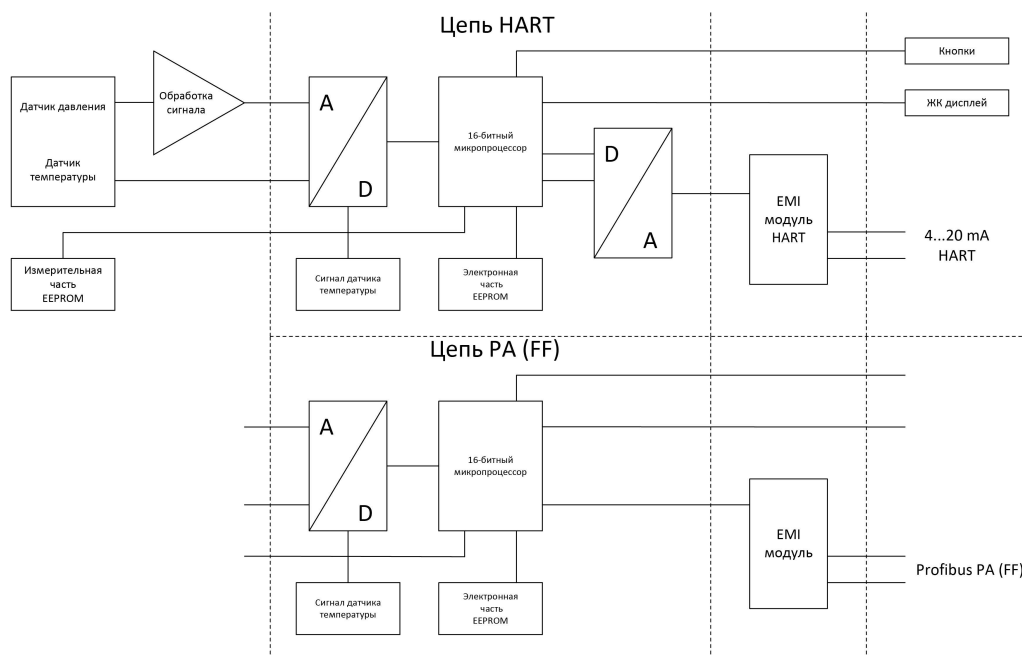 Цепь HART
Кнопки
Датчик давления
Обработка
сигнала
A
D
16-битный
микропроцессор
ЖК дисплей
Датчик
температуры
D
A
EMI
модуль
HART
4...20 mA
HART
Измерительная
часть
EEPROM
Сигнал датчика
температуры
Электронная
часть
EEPROM
Цепь PA (FF)
A
D
16-битный
микропроцессор
EMI
модуль
Profibus PA (FF)
Сигнал датчика
температуры
Электронная
часть
EEPROM